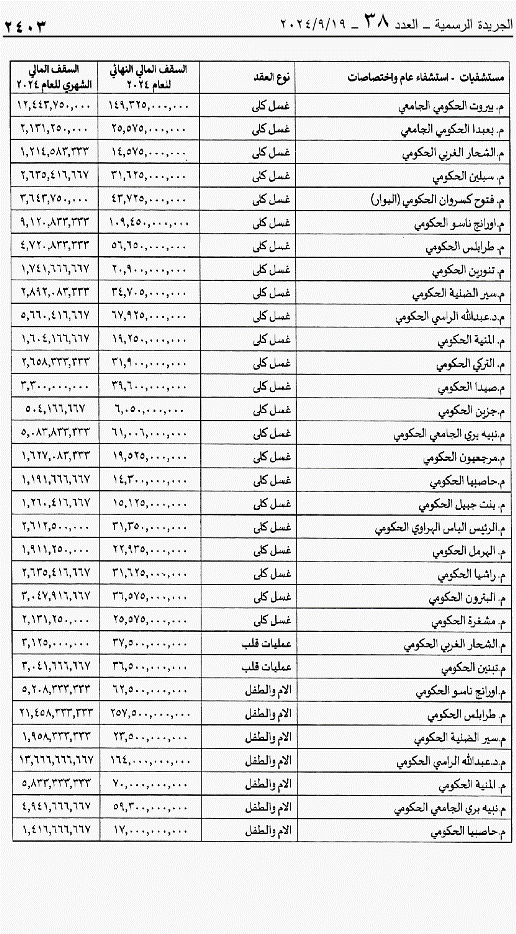 الجريدة الرسمية ـ العدد ٣٨ ـ ٢٠٢٤/٩/١٩ ٢٤٠٣
مستشفيات - استشفاء عام واختصاصات نوع العقد السقف المالي النهائي للعام ٢٠٢٤ السقف المالي الشهري للعام ٢٠٢٤
م. بيروت الحكومي الجامعي غسل كلى ١٤٩,٣٢٥,٠٠٠,٠٠٠ ١٢,٤٤٣,٧٥٠,٠٠٠
م. بعبدا الحكومي الجامعي غسل كلى ٢٥,٥٧٥,٠٠٠,٠٠٠ ٢,١٣١,٢٥٠,٠٠٠
م. الشحار الغربي الحكومي غسل كلى ١٤,٥٧٥,٠٠٠,٠٠٠ ١,٢١٤,٥٨٣,٣٣٣
م. سبلين الحكومي غسل كلى ٣١,٦٢٥,٠٠٠,٠٠٠ ٢,٦٣٥,٤١٦,٦٦٧
م. فتوح كسروان الحكومي (البوار) غسل كلى ٤٣,٧٢٥,٠٠٠,٠٠٠ ٣,٦٤٣,٧٥٠,٠٠٠
م.اورانج ناسو الحكومي غسل كلى ١٠٩,٤٥٠,٠٠٠,٠٠٠ ٩,١٢٠,٨٣٣,٣٣٣
م. طرابلس الحكومي غسل كلى ٥٦,٦٥٠,٠٠٠,٠٠٠ ٤,٧٢٠,٨٣٣,٣٣٣
م. تنورين الحكومي غسل كلى ٢٠,٩٠٠,٠٠٠,٠٠٠ ١,٧٤١,٦٦٦,٦٦٧
م.سير الضنية الحكومي غسل كلى ٣٤,٧٠٥,٠٠٠,٠٠٠ ٢,٨٩٢,٠٨٣,٣٣٣
م.د.عبدالله الراسي الحكومي غسل كلى ٦٧,٩٢٥,٠٠٠,٠٠٠ ٥,٦٦٠,٤١٦,٦٦٧
م. المنية الحكومي غسل كلى ١٩,٢٥٠,٠٠٠,٠٠٠ ١,٦٠٤,١٦٦,٦٦٧
م. التركي الحكومي غسل كلى ٣١,٩٠٠,٠٠٠,٠٠٠ ٢,٦٥٨,٣٣٣,٣٣٣
م.صيدا الحكومي غسل كلى ٣٩,٦٠٠,٠٠٠,٠٠٠ ٣,٣٠٠,٠٠٠,٠٠٠
م. جزين الحكومي غسل كلى ٦,٠٥٠,٠٠٠,٠٠٠ ٥٠٤,١٦٦,٦٦٧
م.نبيه بري الجامعي الحكومي غسل كلى ٦١,٠٠٦,٠٠٠,٠٠٠ ٥,٠٨٣,٨٣٣,٣٣٣
م.مرجعيون الحكومي غسل كلى ١٩,٥٢٥,٠٠٠,٠٠٠ ١,٦٢٧,٠٨٣,٣٣٣
م.حاصبيا الحكومي غسل كلى ١٤,٣٠٠,٠٠٠,٠٠٠ ١,١٩١,٦٦٦,٦٦٧
م. بنت جبيل الحكومي غسل كلى ١٥,١٢٥,٠٠٠,٠٠٠ ١,٢٦٠,٤١٦,٦٦٧
م.الرئيس الياس الهراوي الحكومي غسل كلى ٣١,٣٥٠,٠٠٠,٠٠٠ ٢,٦١٢,٥٠٠,٠٠٠
م. الهرمل الحكومي غسل كلى ٢٢,٩٣٥,٠٠٠,٠٠٠ ١,٩١١,٢٥٠,٠٠٠
م. راشيا الحكومي غسل كلى ٣١,٦٢٥,٠٠٠,٠٠٠ ٢,٦٣٥,٤١٦,٦٦٧
م. البترون الحكومي غسل كلى ٣٦,٥٧٥,٠٠٠,٠٠٠ ٣,٠٤٧,٩١٦,٦٦٧
م. مشغرة الحكومي غسل كلى ٢٥,٥٧٥,٠٠٠,٠٠٠ ٢,١٣١,٢٥٠,٠٠٠
م.الشحار الغربي الحكومي عمليات قلب ٣٧,٥٠٠,٠٠٠,٠٠٠ ٣,١٢٥,٠٠٠,٠٠٠
م.تبنين الحكومي عمليات قلب ٣٦,٥٠٠,٠٠٠,٠٠٠ ٣,٠٤١,٦٦٦,٦٦٧
م.اورانج ناسو الحكومي الام والطفل ٦٢,٥٠٠,٠٠٠,٠٠٠ ٥,٢٠٨,٣٣٣,٣٣٣
م. طرابلس الحكومي الام والطفل ٢٥٧,٥٠٠,٠٠٠,٠٠٠ ٢١,٤٥٨,٣٣٣,٣٣٣
م.سير الضنية الحكومي الام والطفل ٢٣,٥٠٠,٠٠٠,٠٠٠ ١,٩٥٨,٣٣٣,٣٣٣
م.د.عبدالله الراسي الحكومي الام والطفل ١٦٤,٠٠٠,٠٠٠,٠٠٠ ١٣,٦٦٦,٦٦٦,٦٦٧
م. المنية الحكومي الام والطفل ٧٠,٠٠٠,٠٠٠,٠٠٠ ٥,٨٣٣,٣٣٣,٣٣٣
م.نبيه بري الجامعي الحكومي الام والطفل ٥٩,٣٠٠,٠٠٠,٠٠٠ ٤,٩٤١,٦٦٦,٦٦٧
م.حاصبيا الحكومي الام والطفل ١٧,٠٠٠,٠٠٠,٠٠٠ ١,٤١٦,٦٦٦,٦٦٧